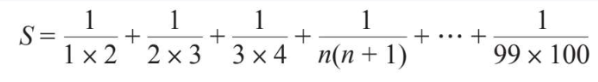 S = 1/(1 × 2) + 1/(2 × 3) + 1/(3 × 4) + 1/(n(n + 1)) + ··· + 1/(99 × 100)